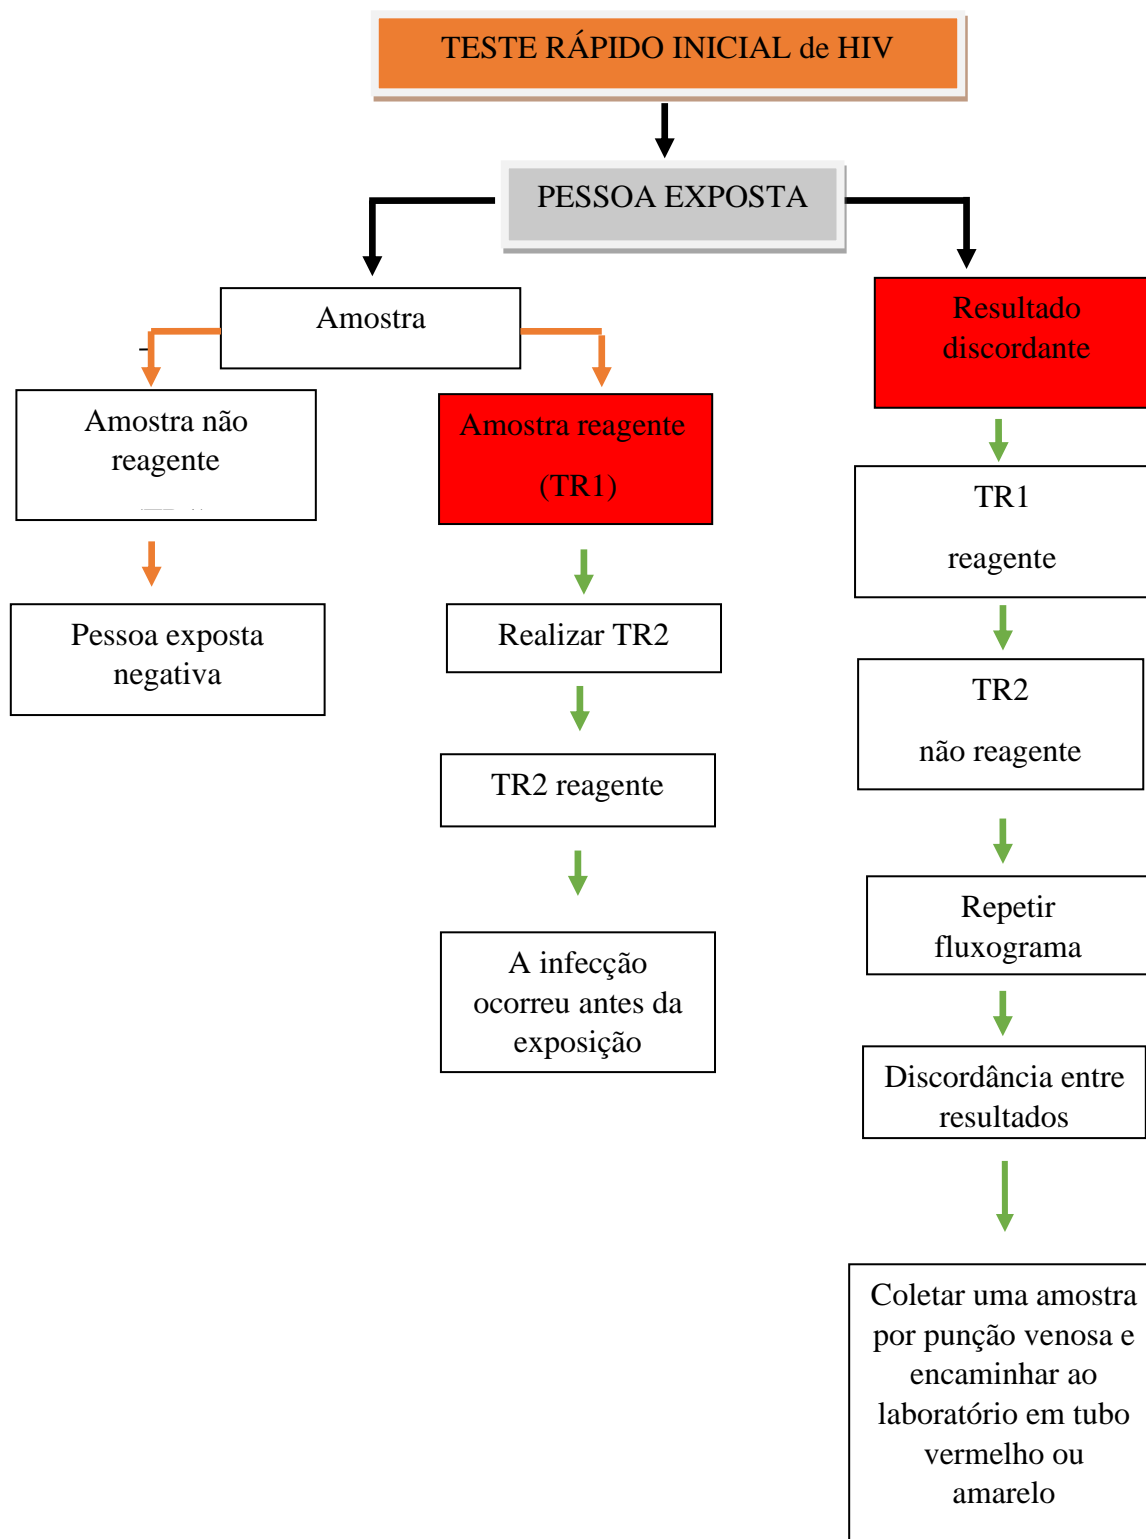 TESTE RÁPIDO INICIAL de HIV
PESSOA EXPOSTA
Amostra
Amostra não
reagente
Pessoa exposta
negativa
Amostra reagente
(TR1)
Realizar TR2
TR2 reagente
A infecção
ocorreu antes da
exposição
Resultado
discordante
TR1
reagente
TR2
não reagente
Repetir
fluxograma
Discordância entre
resultados
Coletar uma amostra
por punção venosa e
encaminhar ao
laboratório em tubo
vermelho ou
amarelo